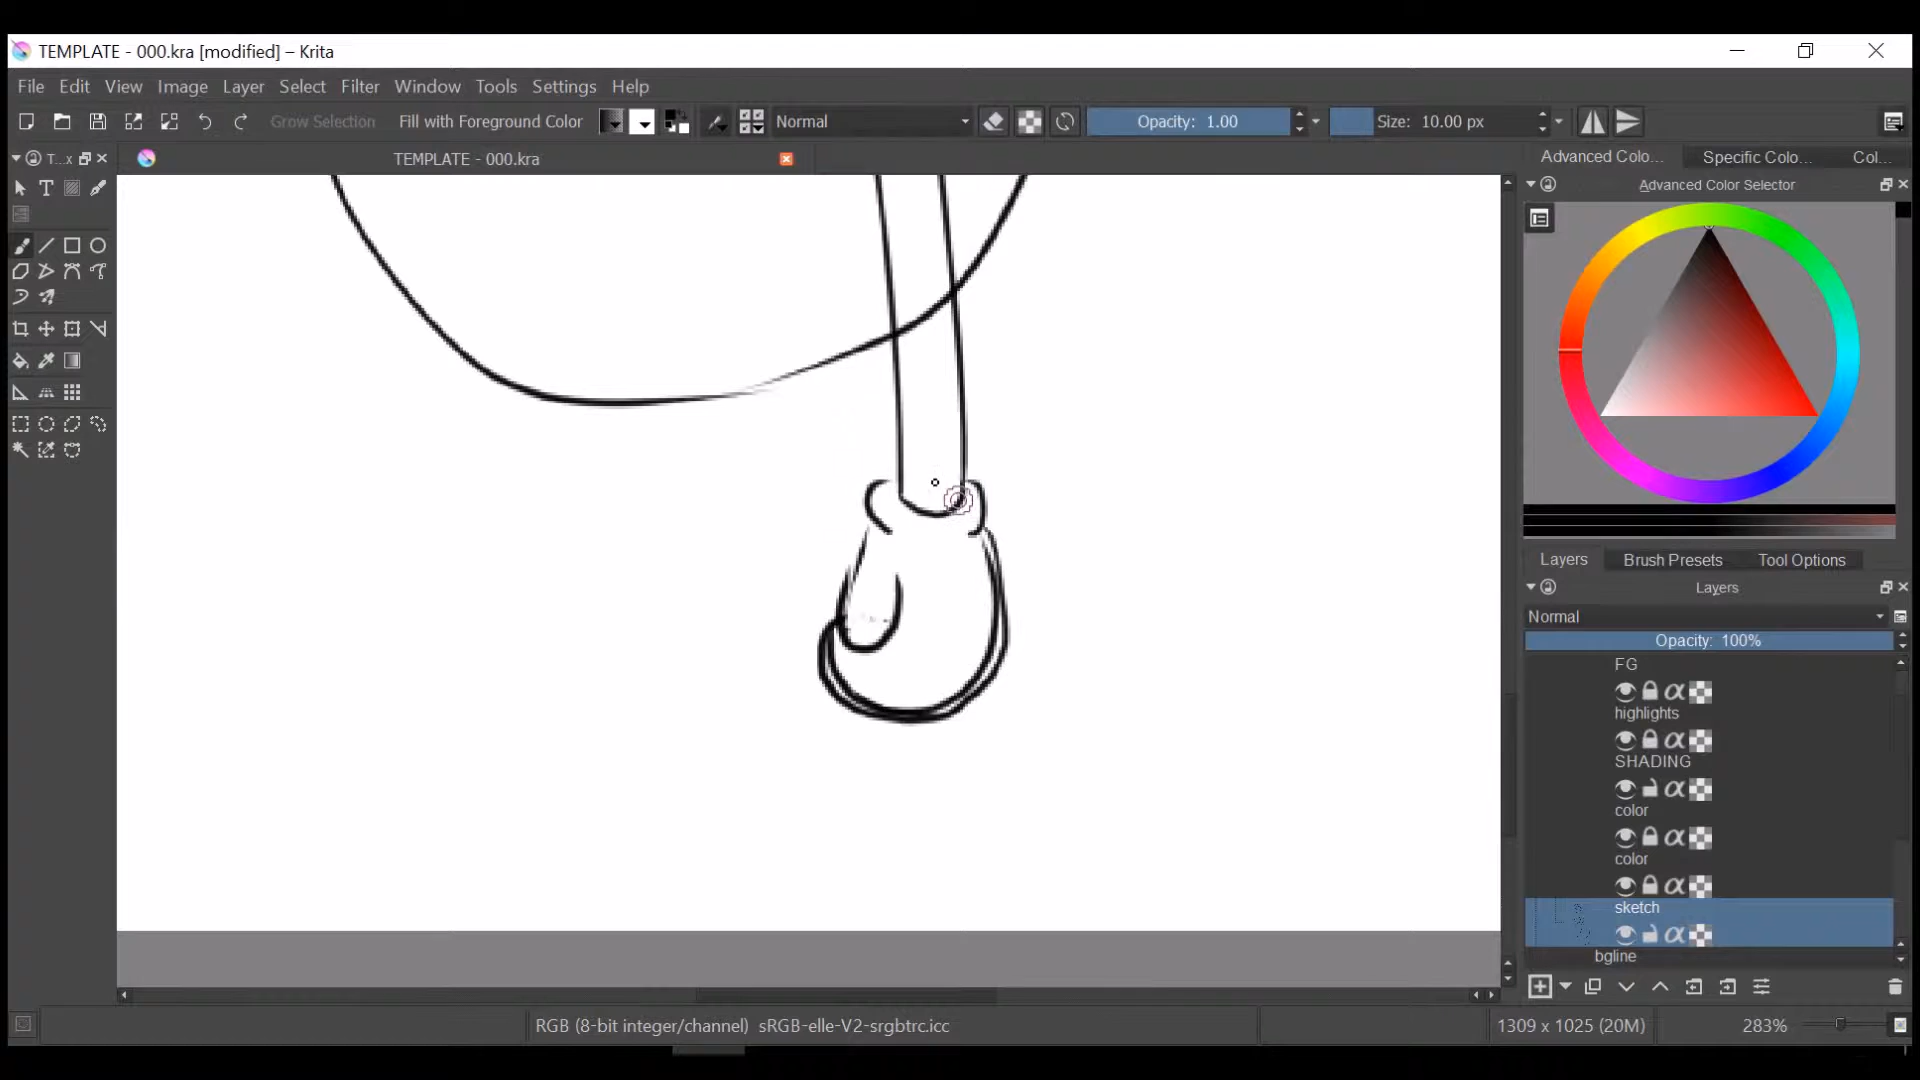 TEMPLATE - 000.kra [modified] – Krita
File Edit View Image Layer Select Filter Window Tools Settings Help
Grow Selection Fill with Foreground Color Normal Opacity: 1.00 Size: 10.00 px
T... x TEMPLATE - 000.kra Advanced Colo... Specific Colo... Col...
Advanced Color Selector
Layers Brush Presets Tool Options
Layers
Normal
Opacity: 100%
FG
highlights
SHADING
color
color
sketch
bgline
RGB (8-bit integer/channel) sRGB-elle-V2-srgbtrc.icc 1309 x 1025 (20M) 283%